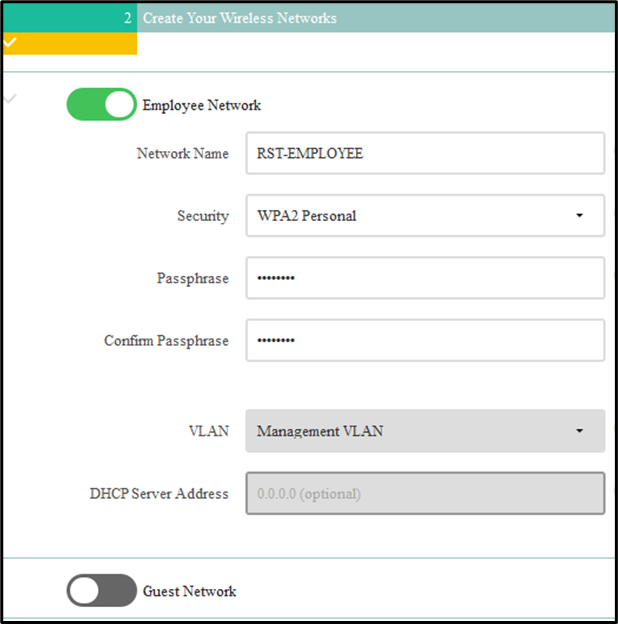 2 Create Your Wireless Networks
Employee Network
Network Name RST-EMPLOYEE
Security WPA2 Personal
Passphrase ••••••••
Confirm Passphrase ••••••••
VLAN Management VLAN
DHCP Server Address 0.0.0.0 (optional)
Guest Network